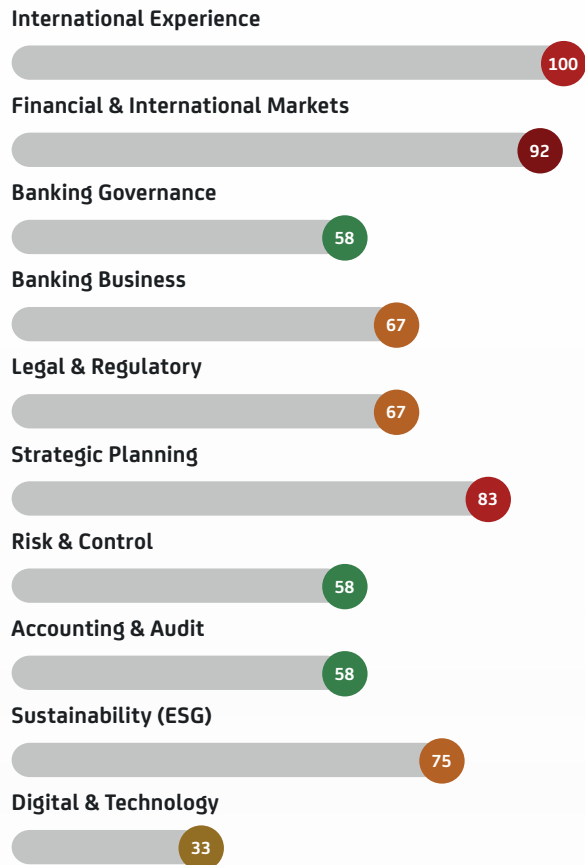 International Experience
100
Financial & International Markets
92
Banking Governance
58
Banking Business
67
Legal & Regulatory
67
Strategic Planning
83
Risk & Control
58
Accounting & Audit
58
Sustainability (ESG)
75
Digital & Technology
33